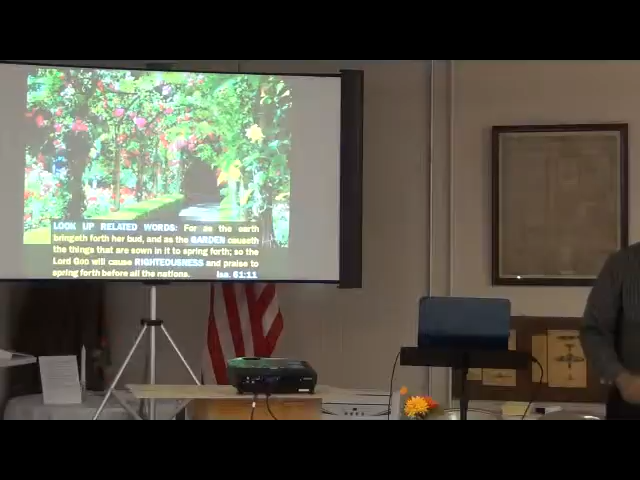 LOOK UP RELATED WORDS: For as the earth
bringeth forth her bud, and as the GARDEN causeth
the things that are sown in it to spring forth; so the
Lord GOD will cause RIGHTEOUSNESS and praise to
spring forth before all the nations. Isa. 61:11